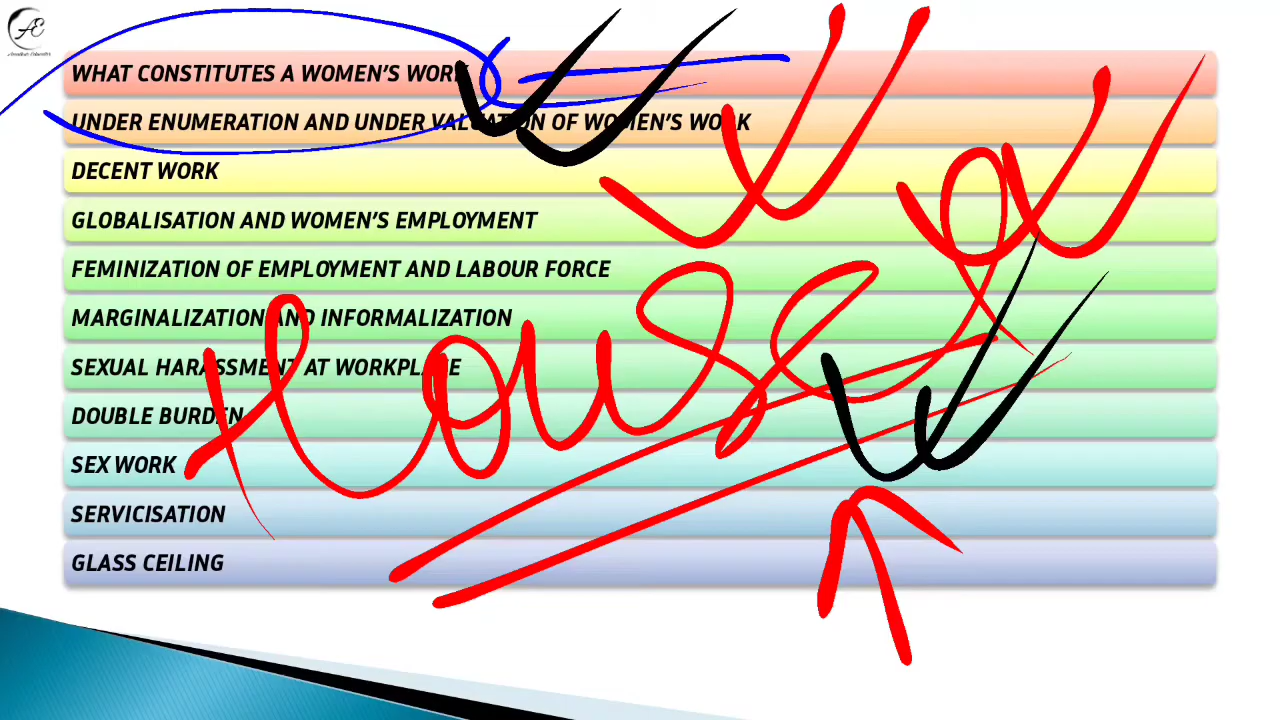 AE
WHAT CONSTITUTES A WOMEN'S WORK
UNDER ENUMERATION AND UNDER VALUATION OF WOMEN'S WORK
DECENT WORK
GLOBALISATION AND WOMEN'S EMPLOYMENT
FEMINIZATION OF EMPLOYMENT AND LABOUR FORCE
MARGINALIZATION AND INFORMALIZATION
SEXUAL HARASSMENT AT WORKPLACE
DOUBLE BURDEN
SEX WORK
SERVICISATION
GLASS CEILING
House